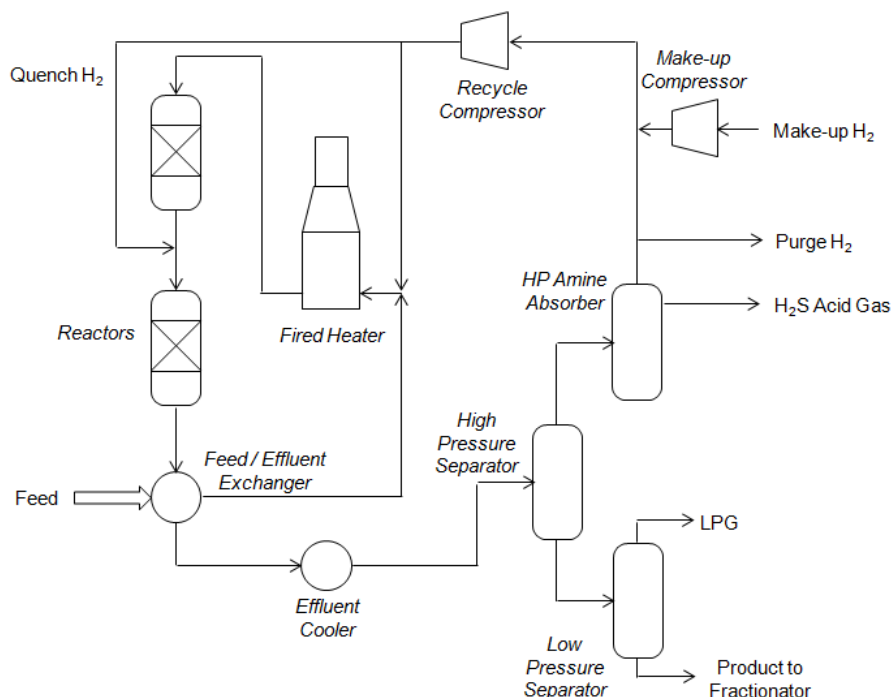 Quench H₂
Recycle
Compressor
Make-up
Compressor
Make-up H₂
Purge H₂
HP Amine
Absorber
H₂S Acid Gas
Reactors
Fired Heater
High
Pressure
Separator
Feed / Effluent
Exchanger
Feed
LPG
Effluent
Cooler
Low
Pressure
Separator
Product to
Fractionator